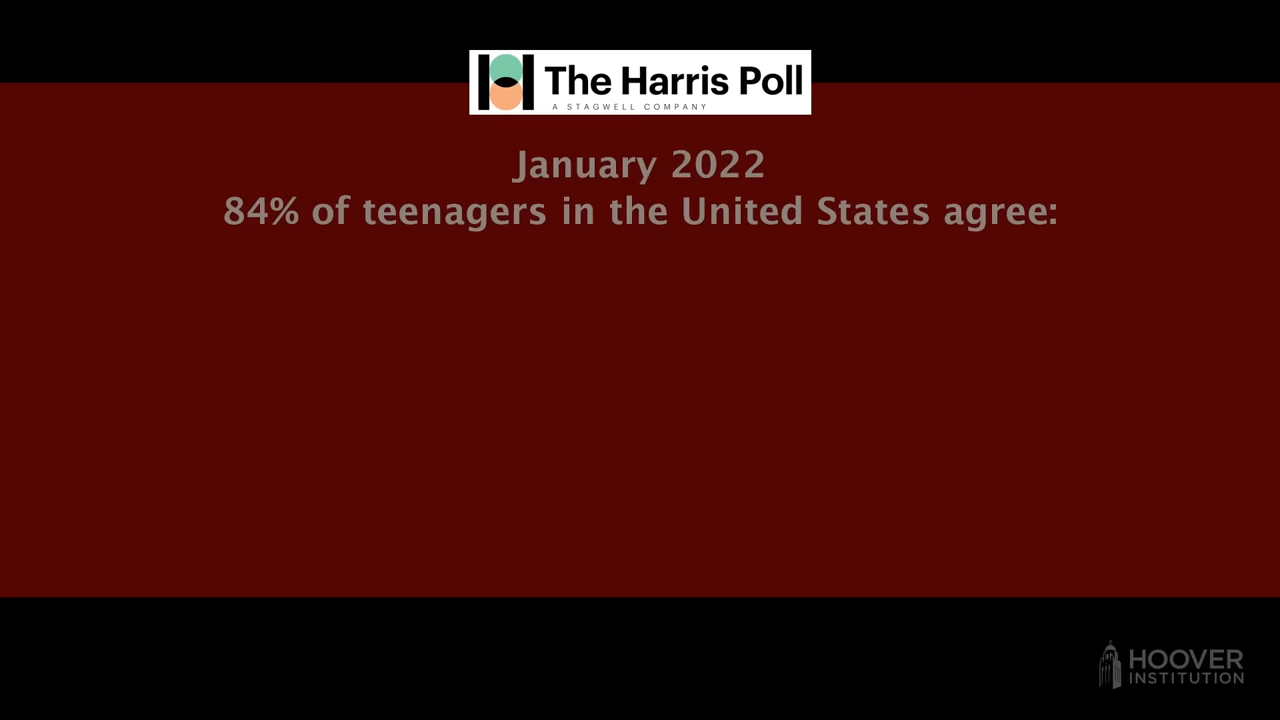 The Harris Poll
A STAGWELL COMPANY
January 2022
84% of teenagers in the United States agree:
HOOVER
INSTITUTION